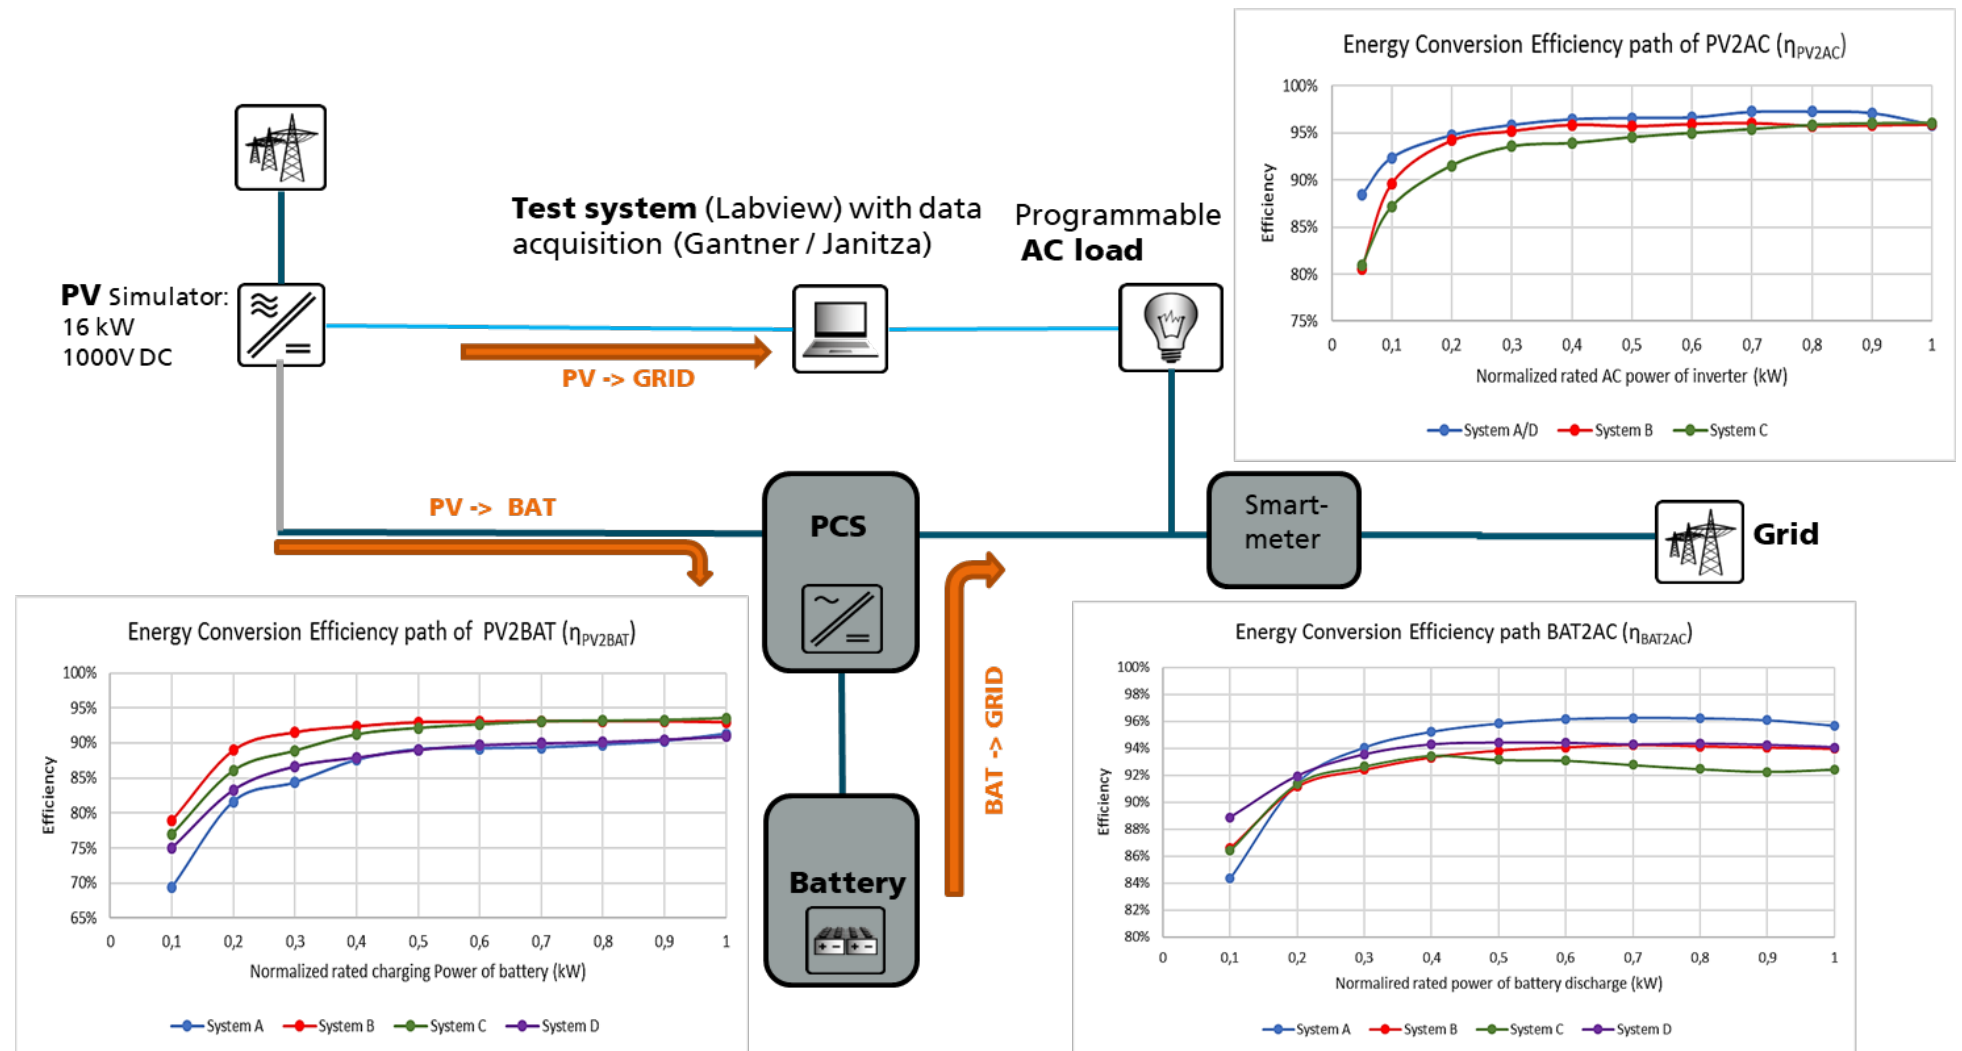 Energy Conversion Efficiency path of PV2AC (ηPV2AC)
100%
95%
90%
85%
80%
75%
Efficiency
0 0,1 0,2 0,3 0,4 0,5 0,6 0,7 0,8 0,9 1
Normalized rated AC power of inverter (kW)
System A/D System B System C
Test system (Labview) with data
acquisition (Gantner / Janitza)
Programmable
AC load
PV Simulator:
16 kW
1000V DC
PV -> GRID
PV -> BAT
PCS
Smart-
meter
Grid
BAT -> GRID
Battery
Energy Conversion Efficiency path of PV2BAT (ηPV2BAT)
100%
95%
90%
85%
80%
75%
70%
65%
Efficiency
0 0,1 0,2 0,3 0,4 0,5 0,6 0,7 0,8 0,9 1
Normalized rated charging Power of battery (kW)
System A System B System C System D
Energy Conversion Efficiency path BAT2AC (ηBAT2AC)
100%
98%
96%
94%
92%
90%
88%
86%
84%
82%
80%
Efficiency
0 0,1 0,2 0,3 0,4 0,5 0,6 0,7 0,8 0,9 1
Normalired rated power of battery discharge (kW)
System A System B System C System D